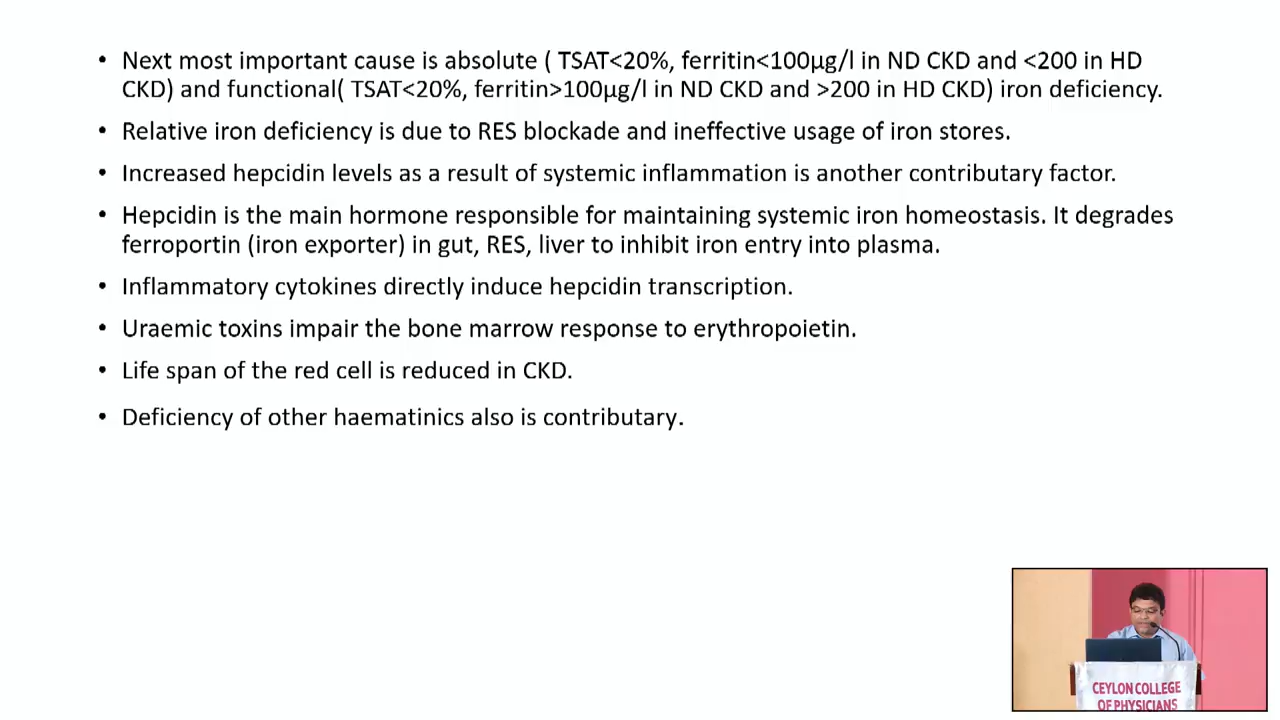 • Next most important cause is absolute ( TSAT<20%, ferritin<100µg/l in ND CKD and <200 in HD
CKD) and functional( TSAT<20%, ferritin>100µg/l in ND CKD and >200 in HD CKD) iron deficiency.
• Relative iron deficiency is due to RES blockade and ineffective usage of iron stores.
• Increased hepcidin levels as a result of systemic inflammation is another contributary factor.
• Hepcidin is the main hormone responsible for maintaining systemic iron homeostasis. It degrades
ferroportin (iron exporter) in gut, RES, liver to inhibit iron entry into plasma.
• Inflammatory cytokines directly induce hepcidin transcription.
• Uraemic toxins impair the bone marrow response to erythropoietin.
• Life span of the red cell is reduced in CKD.
• Deficiency of other haematinics also is contributary.
CEYLON COLLEGE
OF PHYSICIANS